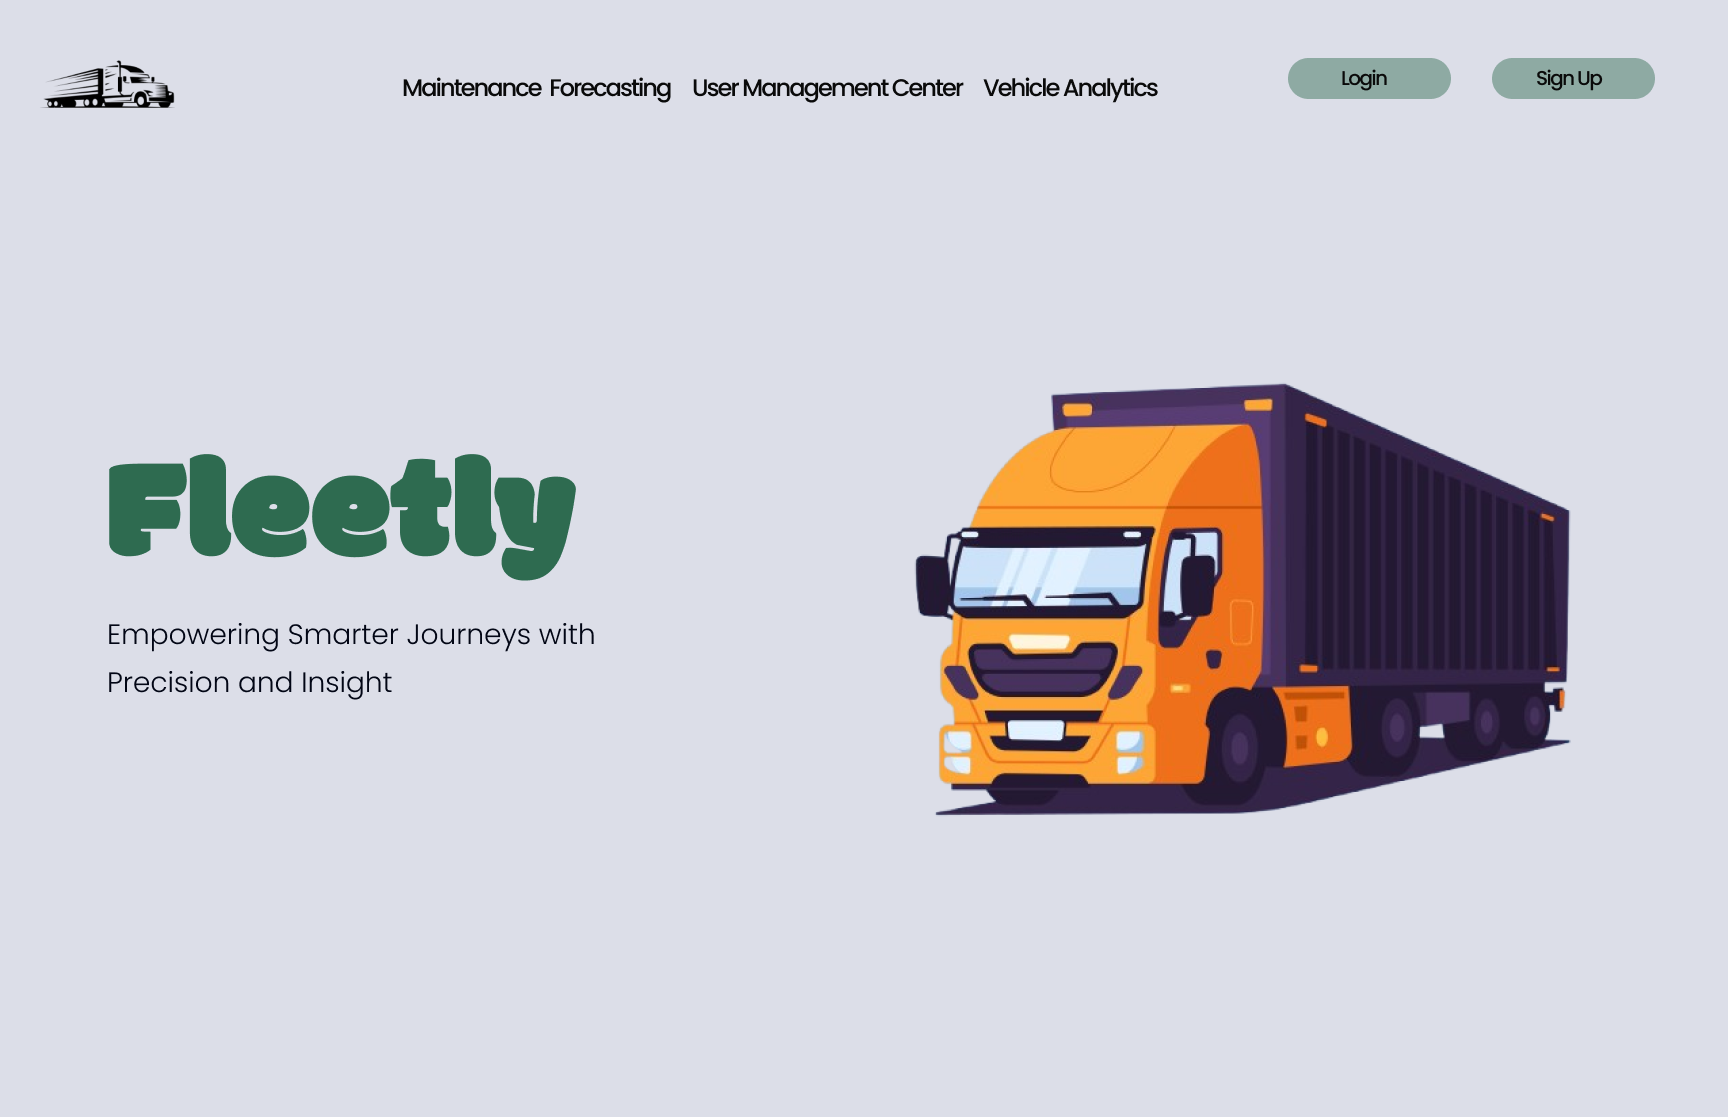 Maintenance Forecasting User Management Center Vehicle Analytics Login Sign Up
Fleetly
Empowering Smarter Journeys with
Precision and Insight